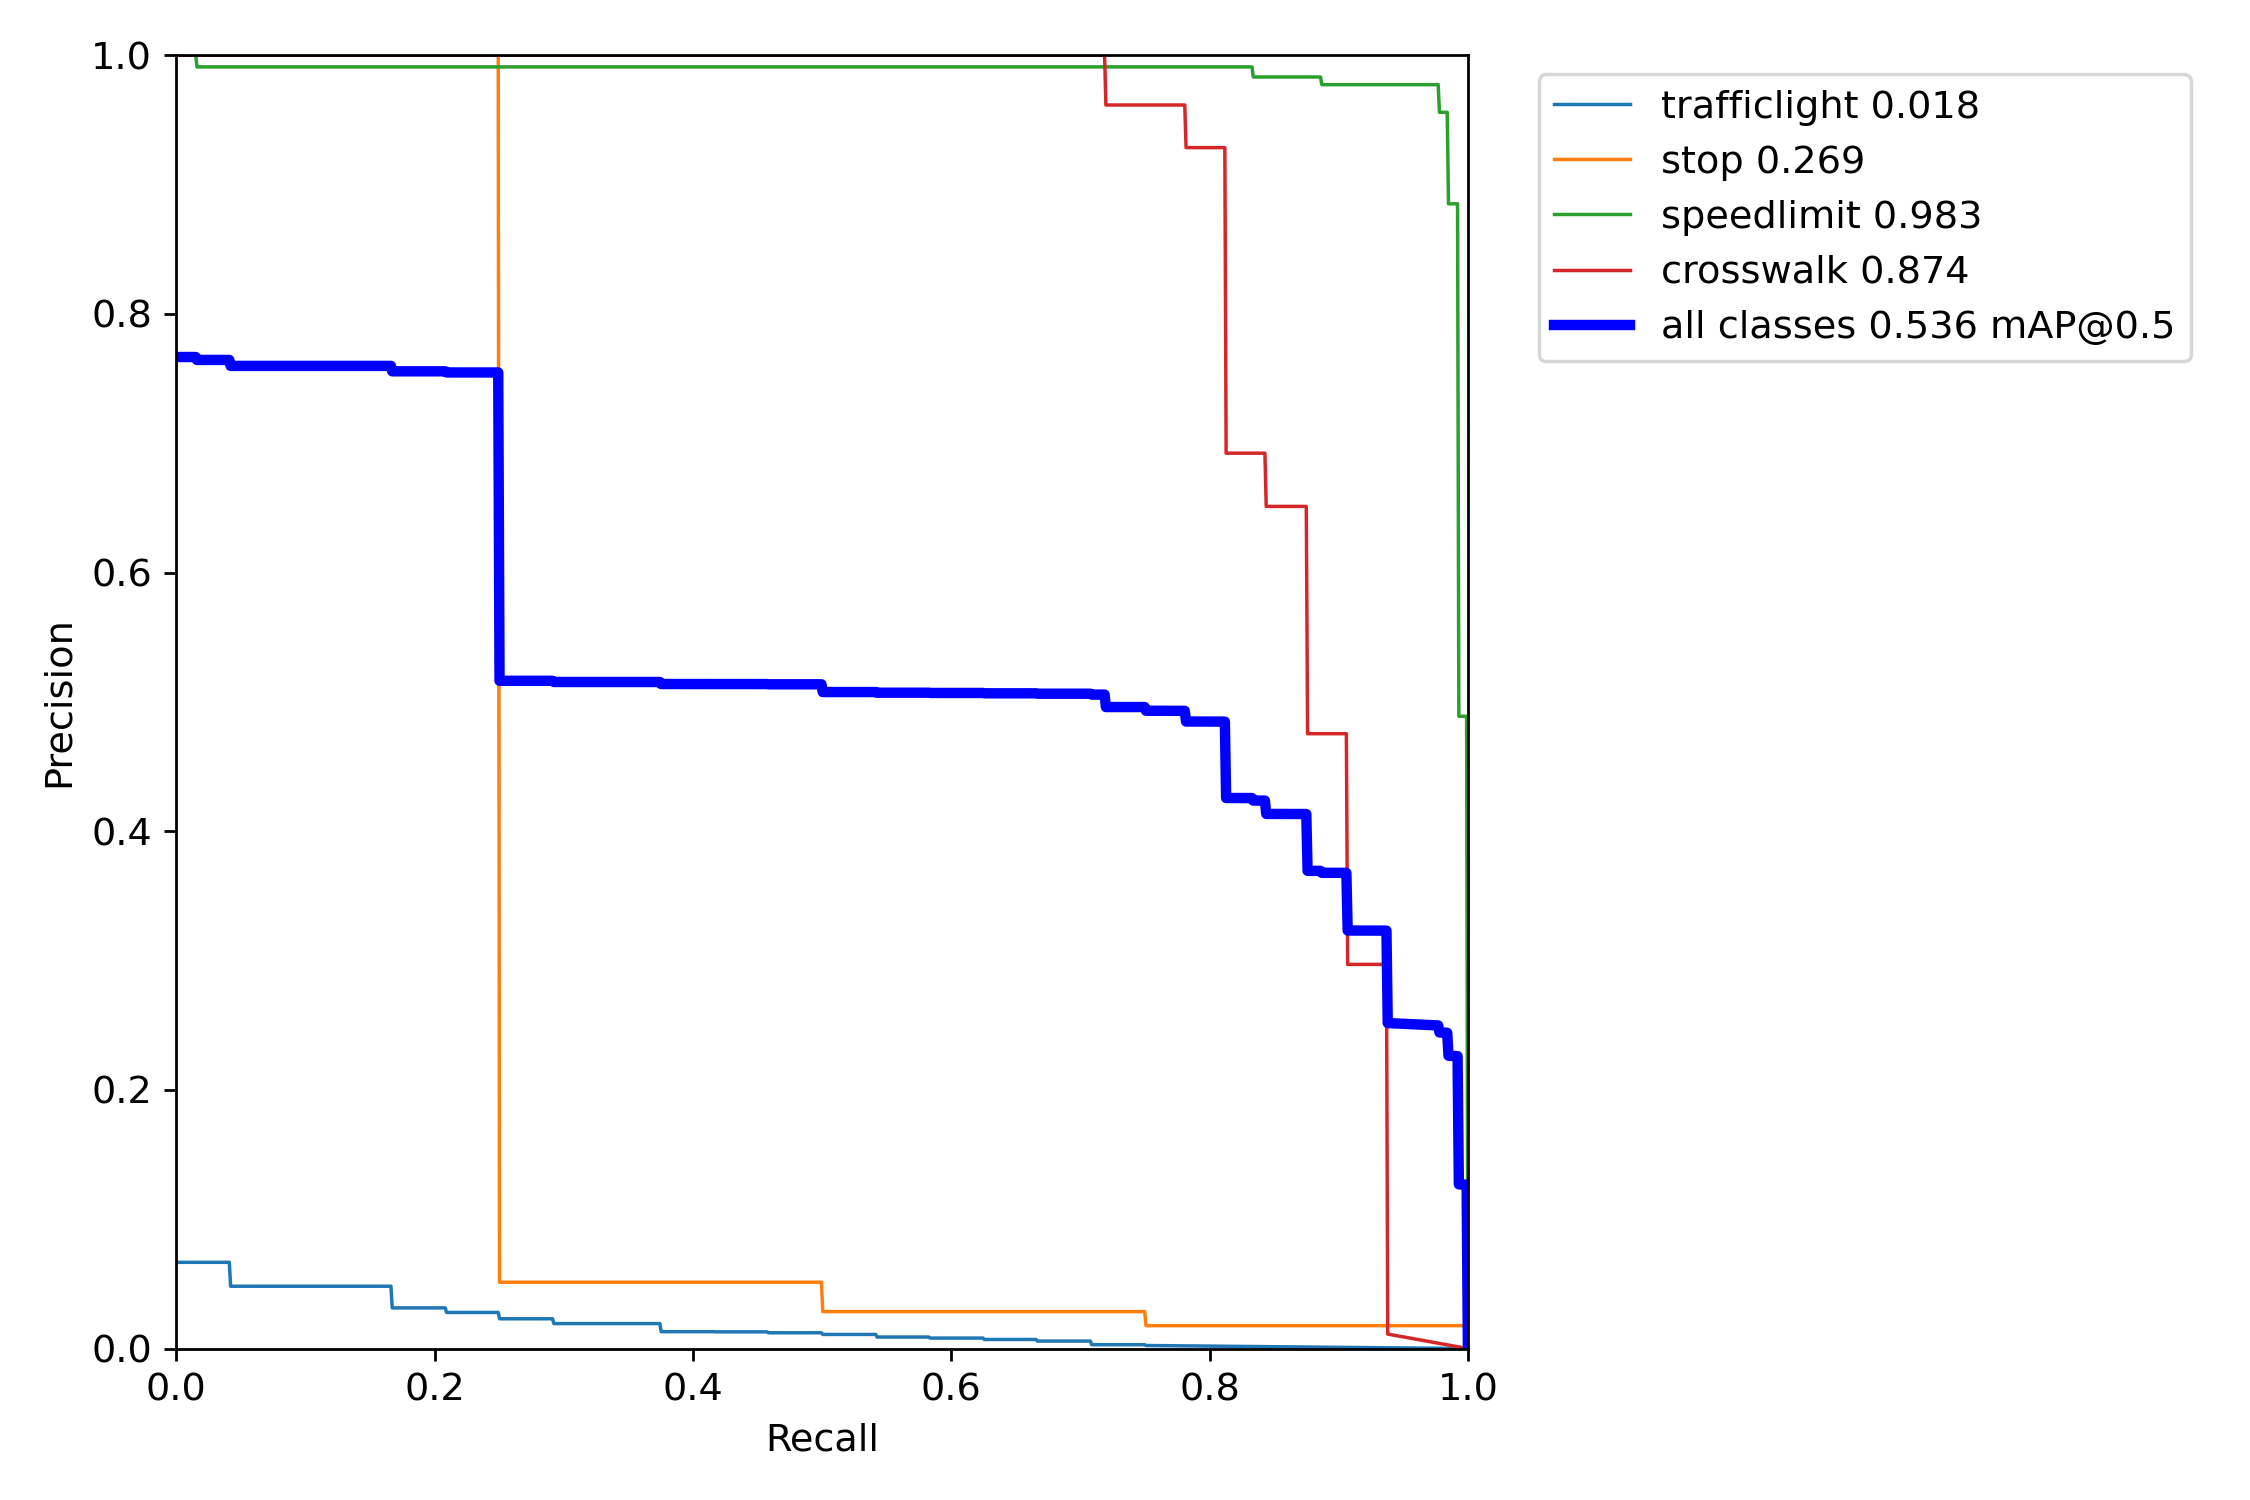 1.0
0.8
0.6
0.4
0.2
0.0
Precision
0.0 0.2 0.4 0.6 0.8 1.0
Recall
trafficlight 0.018
stop 0.269
speedlimit 0.983
crosswalk 0.874
all classes 0.536 mAP@0.5